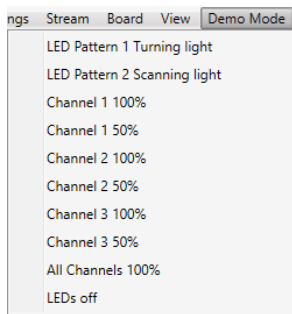 ngs Stream Board View Demo Mode
LED Pattern 1 Turning light
LED Pattern 2 Scanning light
Channel 1 100%
Channel 1 50%
Channel 2 100%
Channel 2 50%
Channel 3 100%
Channel 3 50%
All Channels 100%
LEDs off